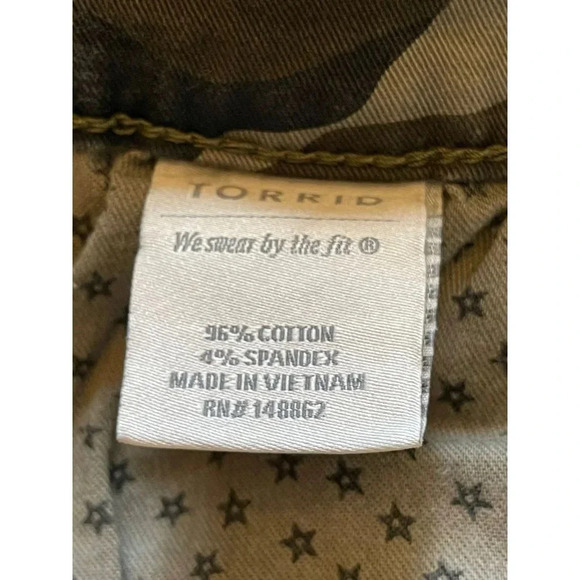 TORRID
We swear by the fit ®
96% COTTON
4% SPANDEX
MADE IN VIETNAM
RN# 148862